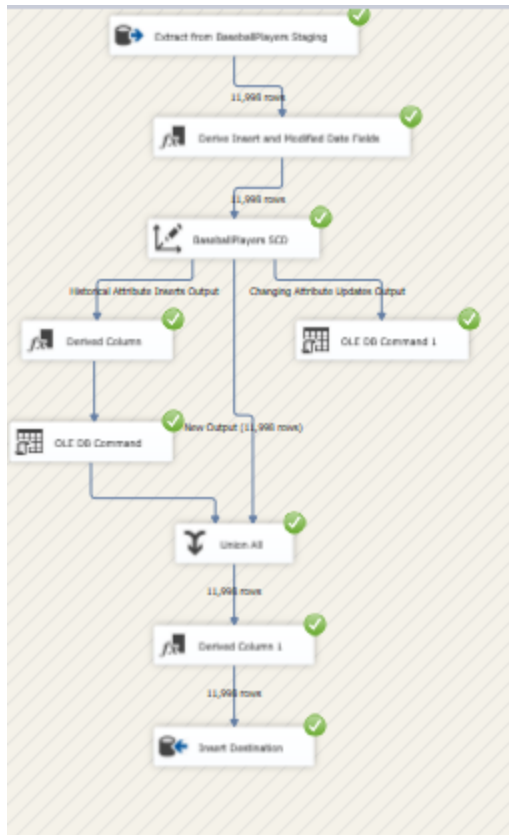 Extract from BaseballPlayers Staging
11,998 rows
Derive Insert and Modified Date Fields
11,998 rows
BaseballPlayers SCD
Historical Attribute Inserts Output
Changing Attribute Updates Output
Derived Column
OLE DB Command 1
OLE DB Command
New Output (11,998 rows)
Union All
11,998 rows
Derived Column 1
11,998 rows
Insert Destination